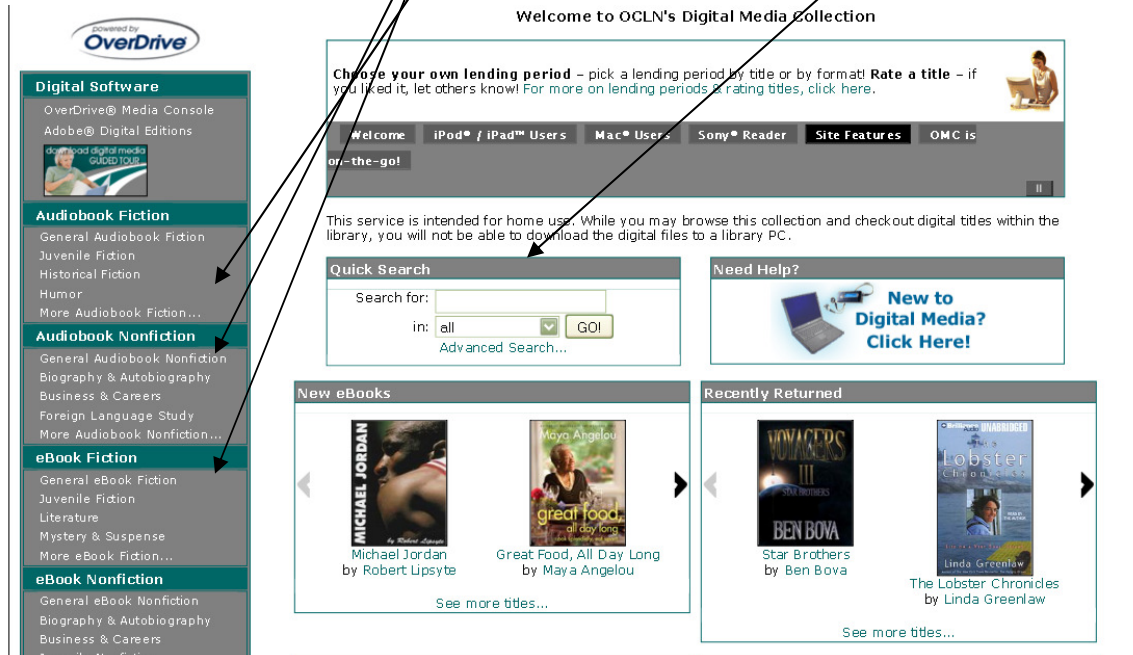 Welcome to OCLN's Digital Media Collection
powered by
OverDrive
Digital Software
OverDrive® Media Console
Adobe® Digital Editions
download digital media
GUIDED TOUR
Audiobook Fiction
General Audiobook Fiction
Juvenile Fiction
Historical Fiction
Humor
More Audiobook Fiction...
Audiobook Nonfiction
General Audiobook Nonfiction
Biography & Autobiography
Business & Careers
Foreign Language Study
More Audiobook Nonfiction...
eBook Fiction
General eBook Fiction
Juvenile Fiction
Literature
Mystery & Suspense
More eBook Fiction...
eBook Nonfiction
General eBook Nonfiction
Biography & Autobiography
Business & Careers
Choose your own lending period – pick a lending period by title or by format! Rate a title – if
you liked it, let others know! For more on lending periods & rating titles, click here.
Welcome iPod® / iPad™ Users Mac® Users Sony® Reader Site Features OMC is
on-the-go!
This service is intended for home use. While you may browse this collection and checkout digital titles within the
library, you will not be able to download the digital files to a library PC.
Quick Search
Search for:
in: all GO!
Advanced Search...
Need Help?
New to
Digital Media?
Click Here!
New eBooks
MICHAEL JORDAN
by Robert Lipsyte
Michael Jordan
by Robert Lipsyte
Maya Angelou
great food,
all day long
Great Food, All Day Long
by Maya Angelou
See more titles...
Recently Returned
VOYAGERS
III
STAR BROTHERS
BEN BOVA
Star Brothers
by Ben Bova
Brilliance Audio UNABRIDGED
Lobster
Chronicles
Linda Greenlaw
The Lobster Chronicles
by Linda Greenlaw
See more titles...